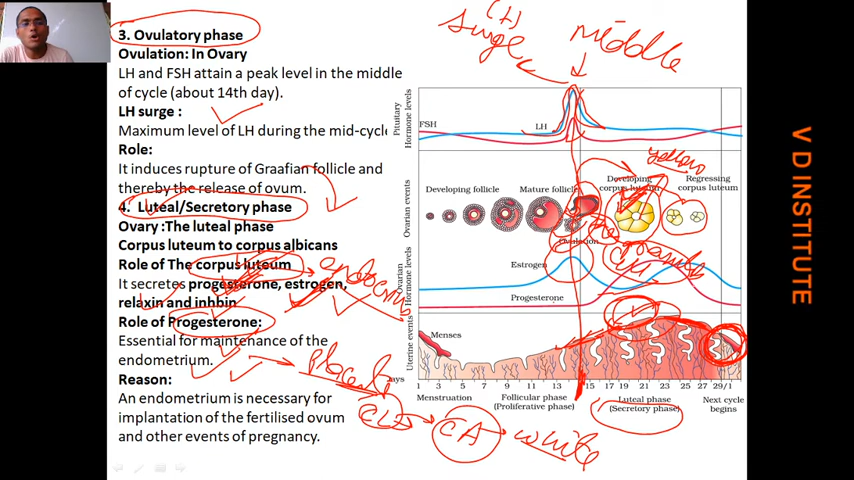 3. Ovulatory phase
Ovulation: In Ovary
LH and FSH attain a peak level in the middle
of cycle (about 14th day).
LH surge :
Maximum level of LH during the mid-cycle
Role:
It induces rupture of Graafian follicle and
thereby the release of ovum.
4. Luteal/Secretory phase
Ovary :The luteal phase
Corpus luteum to corpus albicans
Role of The corpus luteum
It secretes progesterone, estrogen,
relaxin and inhbin
Role of Progesterone:
Essential for maintenance of the
endometrium.
Reason:
An endometrium is necessary for
implantation of the fertilised ovum
and other events of pregnancy.
surge
middle
Pituitary
Hormone levels
FSH
LH
yellow
Ovarian events
Developing follicle
Mature follicle
Developing
corpus luteum
Regressing
corpus luteum
Ovulation
Ovarian
Hormone levels
Estrogen
Progesterone
Uterine events
Menses
Days
1 3 5 7 9 11 13 15 17 19 21 23 25 27 29/1
Menstruation
Follicular phase
(Proliferative phase)
Luteal phase
(Secretory phase)
Next cycle
begins
CA
white
V D INSTITUTE